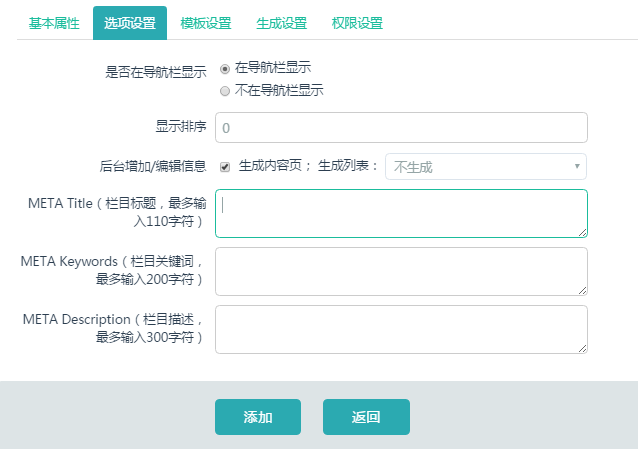 基本属性 选项设置 模板设置 生成设置 权限设置
是否在导航栏显示 在导航栏显示
不在导航栏显示
显示排序 0
后台增加/编辑信息 生成内容页； 生成列表： 不生成
META Title（栏目标题，最多输
入110字符）
META Keywords（栏目关键词，
最多输入200字符）
META Description（栏目描述，
最多输入300字符）
添加 返回